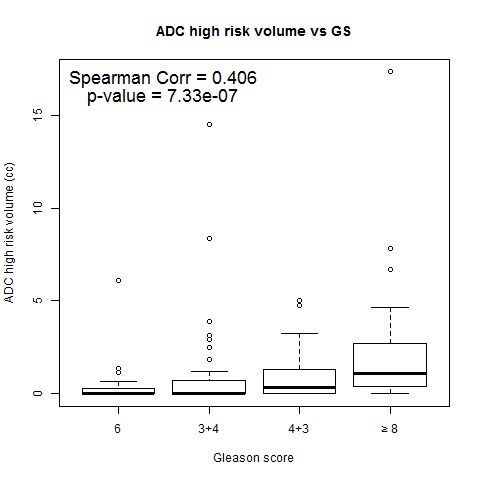 ADC high risk volume vs GS
Spearman Corr = 0.406
p-value = 7.33e-07
ADC high risk volume (cc)
15
10
5
0
6 3+4 4+3 ≥ 8
Gleason score